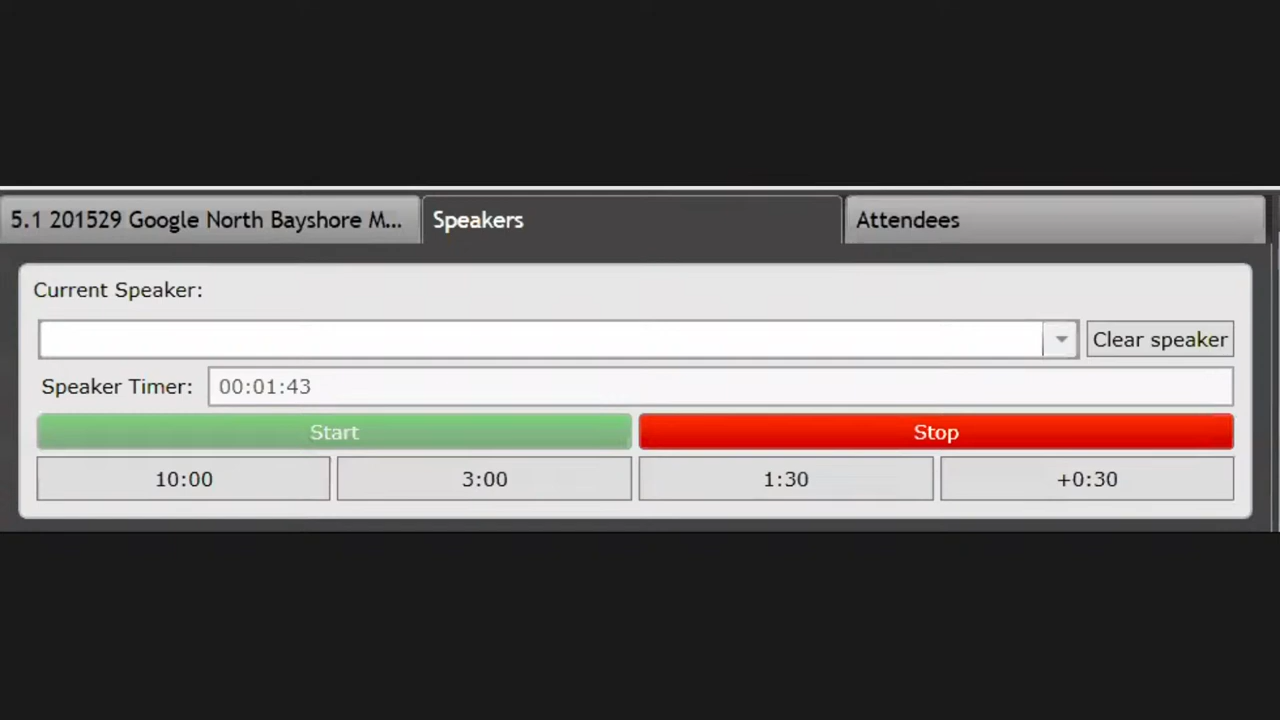 5.1 201529 Google North Bayshore M...
Speakers
Attendees
Current Speaker:
Clear speaker
Speaker Timer: 00:01:43
Start
Stop
10:00
3:00
1:30
+0:30